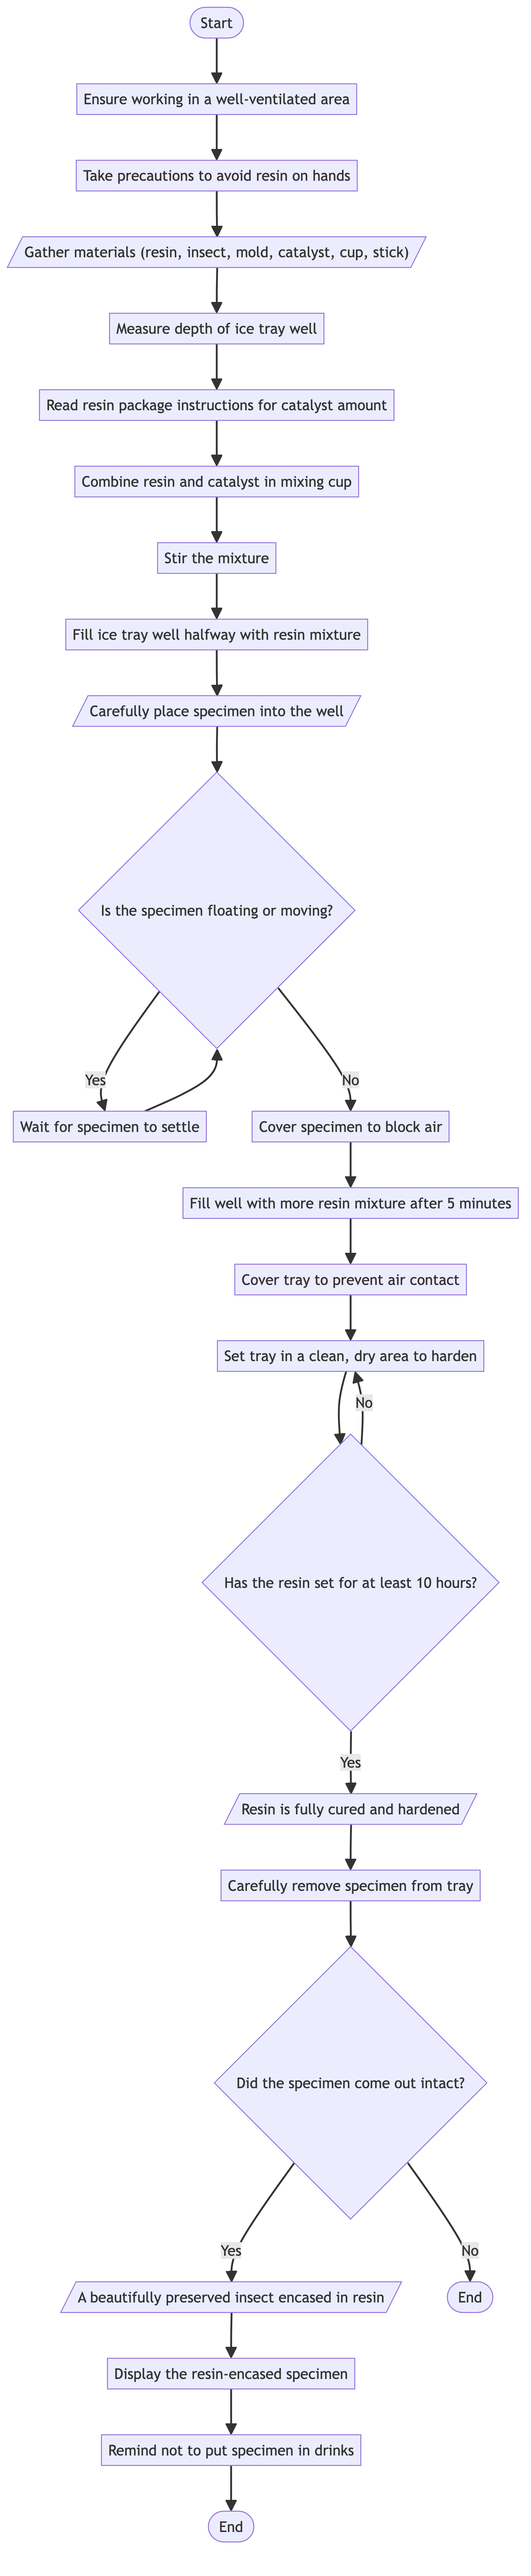 Start
Ensure working in a well-ventilated area
Take precautions to avoid resin on hands
Gather materials (resin, insect, mold, catalyst, cup, stick)
Measure depth of ice tray well
Read resin package instructions for catalyst amount
Combine resin and catalyst in mixing cup
Stir the mixture
Fill ice tray well halfway with resin mixture
Carefully place specimen into the well
Is the specimen floating or moving?
Yes
No
Wait for specimen to settle
Cover specimen to block air
Fill well with more resin mixture after 5 minutes
Cover tray to prevent air contact
Set tray in a clean, dry area to harden
No
Has the resin set for at least 10 hours?
Yes
Resin is fully cured and hardened
Carefully remove specimen from tray
Did the specimen come out intact?
Yes
No
A beautifully preserved insect encased in resin
End
Display the resin-encased specimen
Remind not to put specimen in drinks
End